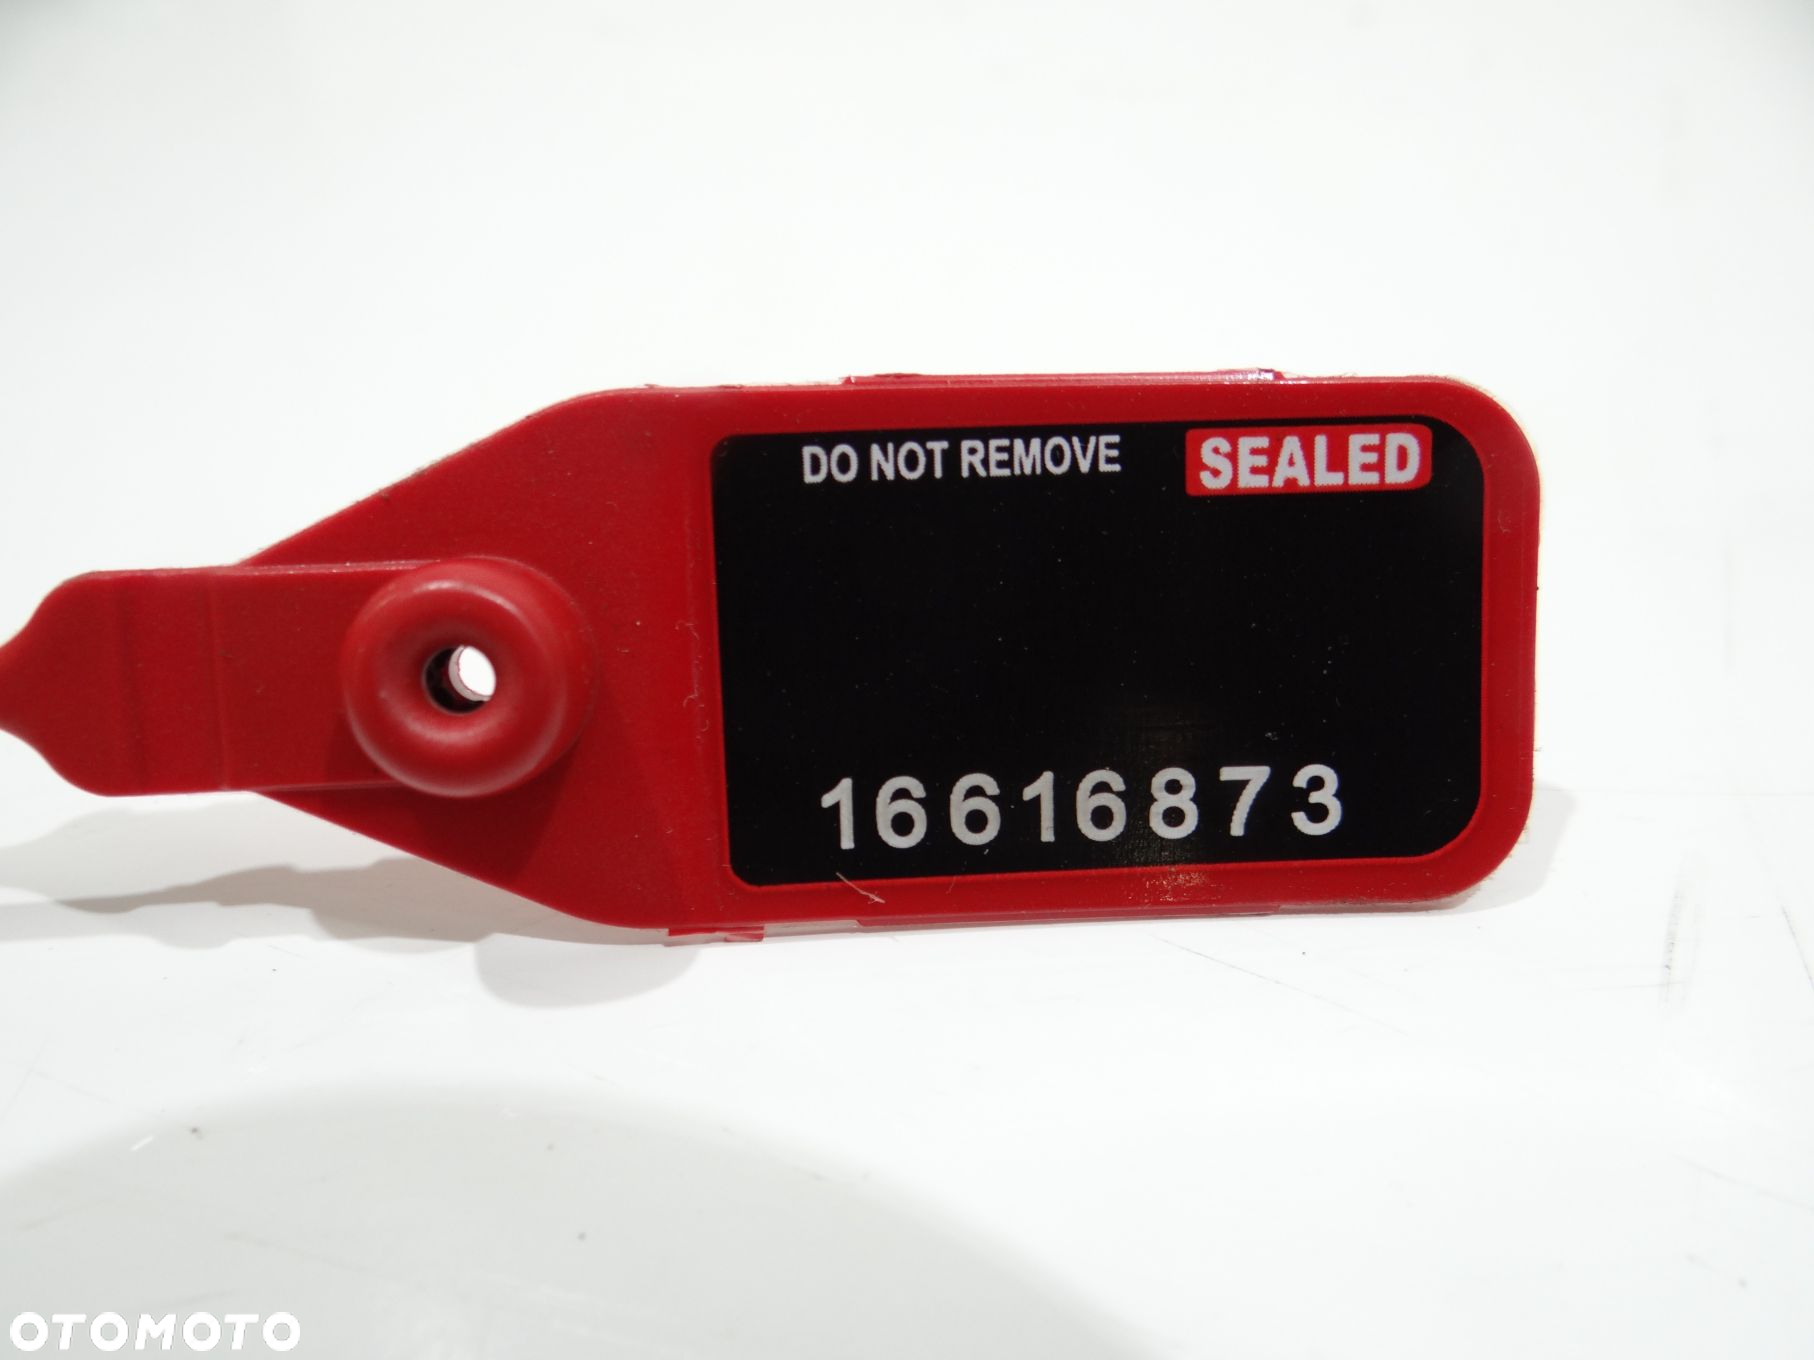 DO NOT REMOVE SEALED
16616873
OTOMOTO